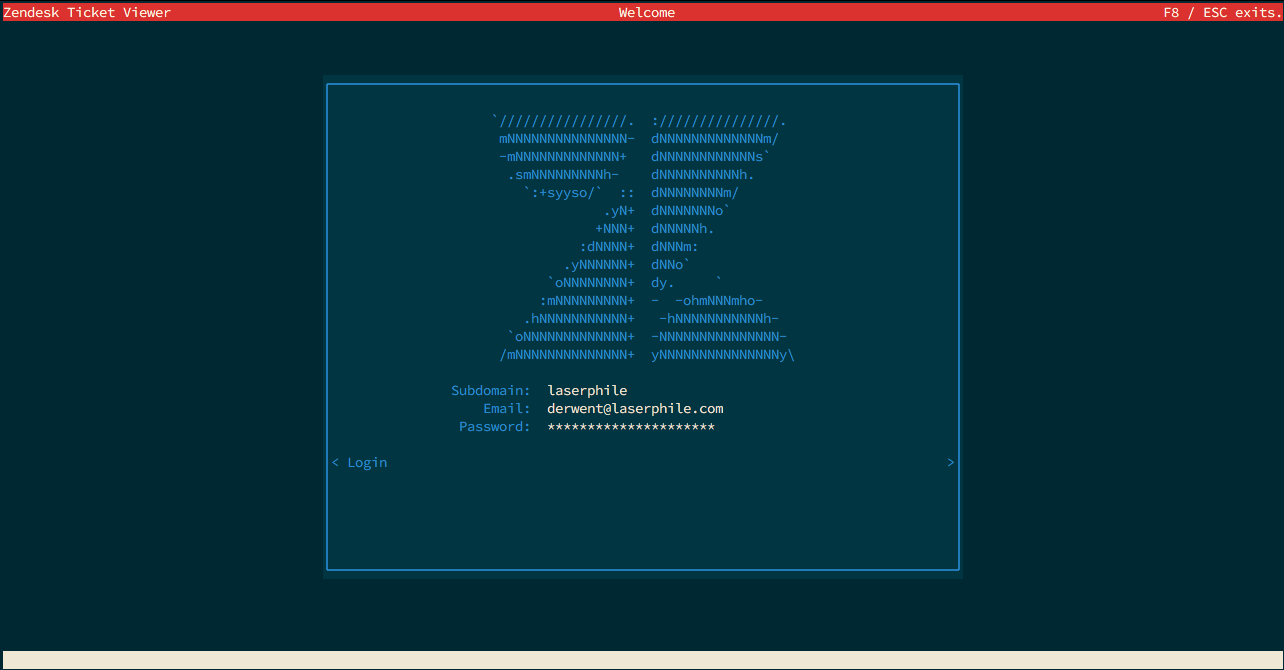 Zendesk Ticket Viewer Welcome F8 / ESC exits.
`////////////////. :///////////////.
mNNNNNNNNNNNNNNN- dNNNNNNNNNNNNNm/
-mNNNNNNNNNNNNN+ dNNNNNNNNNNNNs`
.smNNNNNNNNNh- dNNNNNNNNNNh.
`:+syyso/` :: dNNNNNNNNm/
.yN+ dNNNNNNNo`
+NNN+ dNNNNNh.
:dNNNN+ dNNNm:
.yNNNNNN+ dNNo`
`oNNNNNNNN+ dy. `
:mNNNNNNNNN+ - -ohmNNNmho-
.hNNNNNNNNNNN+ -hNNNNNNNNNNNh-
`oNNNNNNNNNNNNN+ -NNNNNNNNNNNNNNN-
/mNNNNNNNNNNNNNN+ yNNNNNNNNNNNNNNNy\
Subdomain: laserphile
Email: derwent@laserphile.com
Password: *********************
< Login >